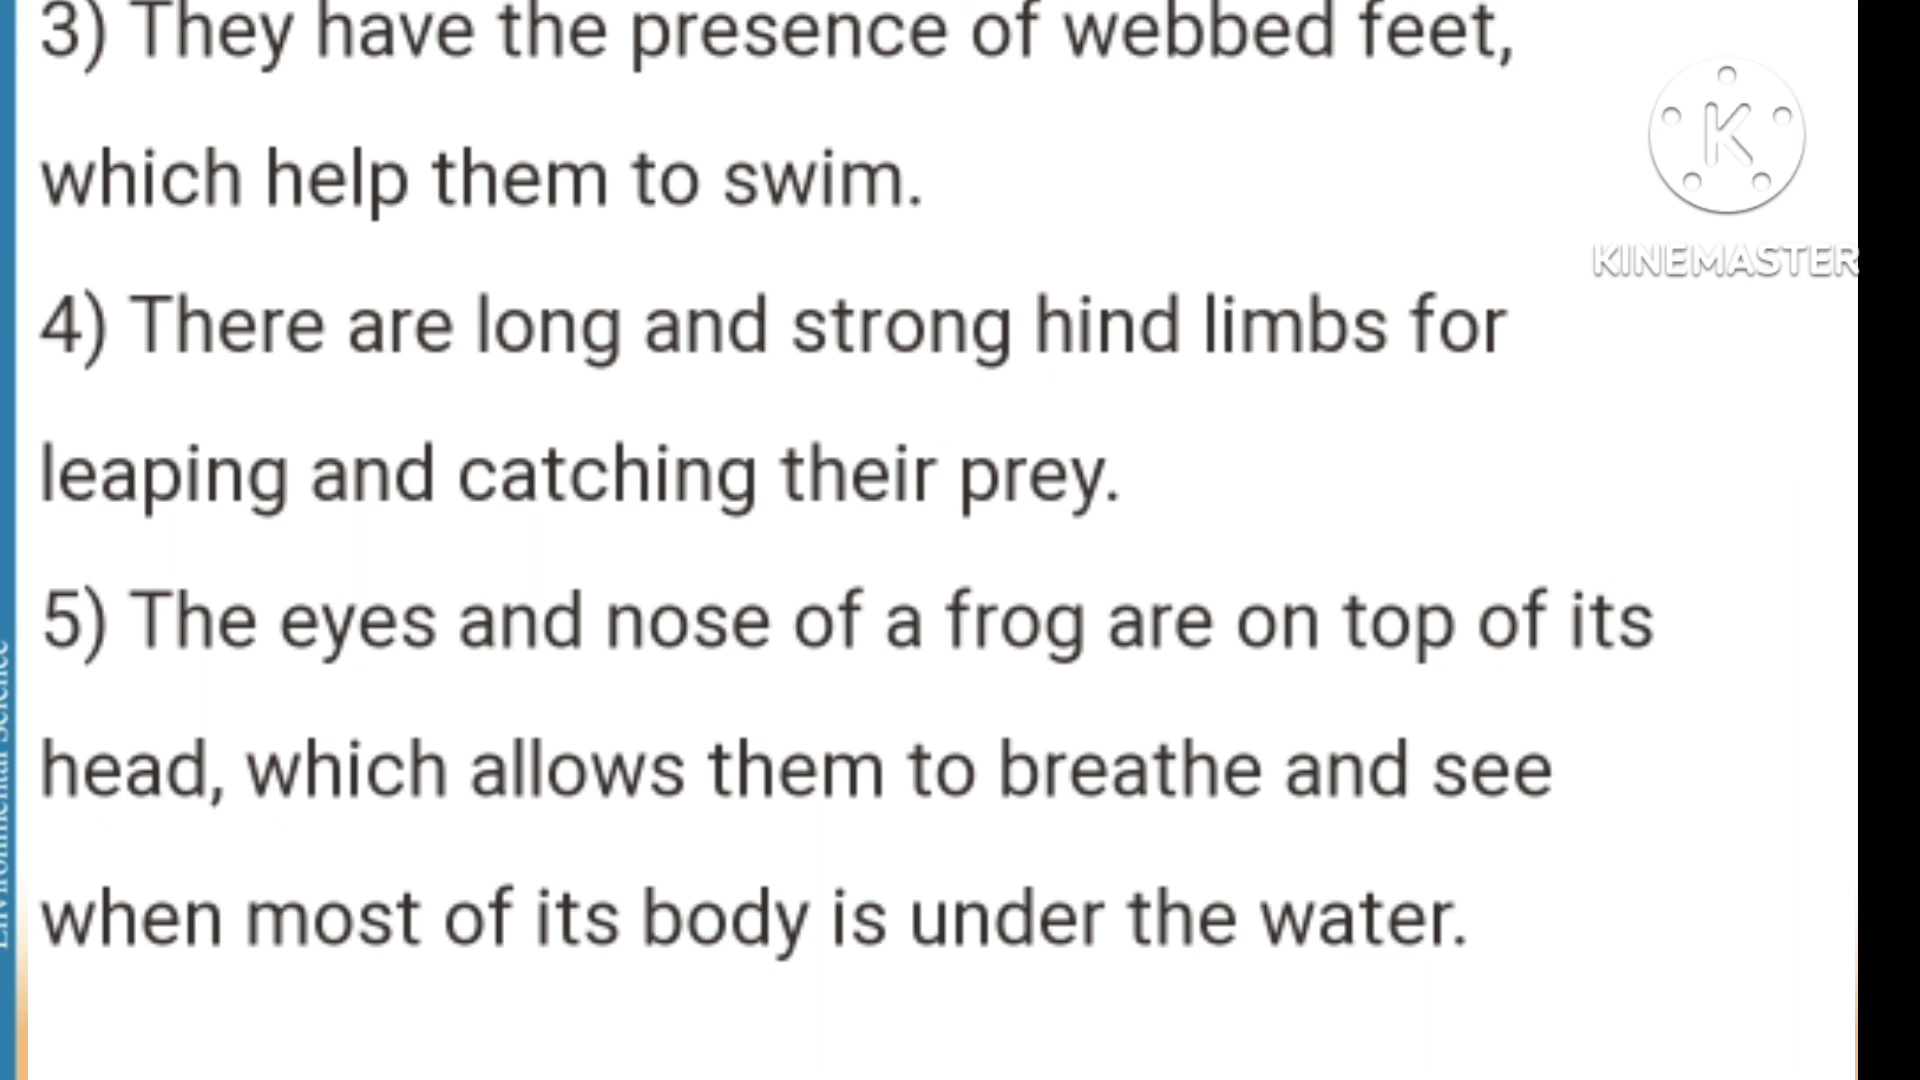 3) They have the presence of webbed feet,
which help them to swim.
4) There are long and strong hind limbs for
leaping and catching their prey.
5) The eyes and nose of a frog are on top of its
head, which allows them to breathe and see
when most of its body is under the water.
K
KINEMASTER
Environmental Science